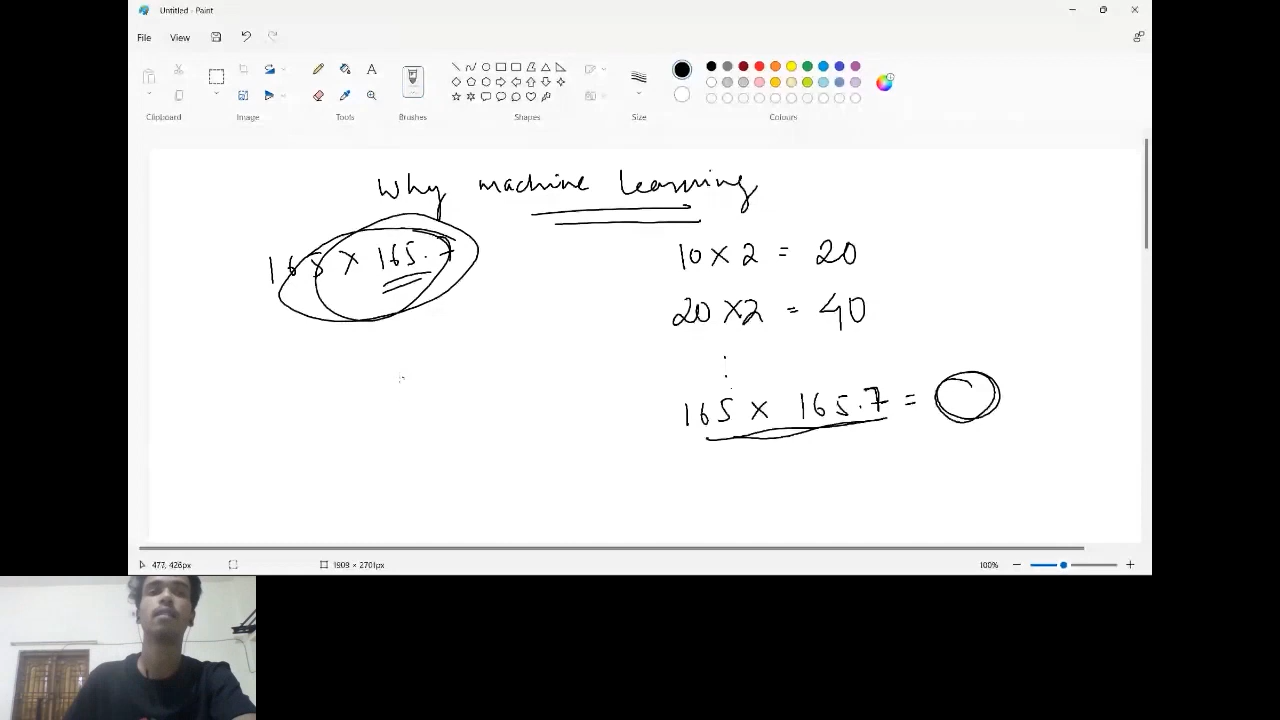 Untitled - Paint
File View
Clipboard Image Tools Brushes Shapes Size Colours
Why machine learning
165 x 165.7
10 x 2 = 20
20 x 2 = 40
165 x 165.7 =
477, 426px 1909 × 2701px 100%